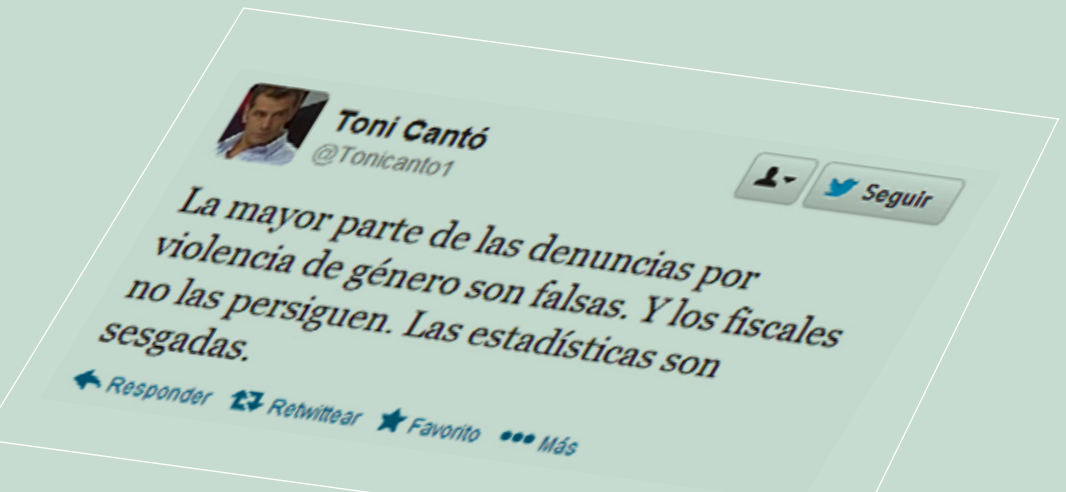 Toni Cantó
@Tonicanto1
Seguir
La mayor parte de las denuncias por
violencia de género son falsas. Y los fiscales
no las persiguen. Las estadísticas son
sesgadas.
Responder Retwittear Favorito Más